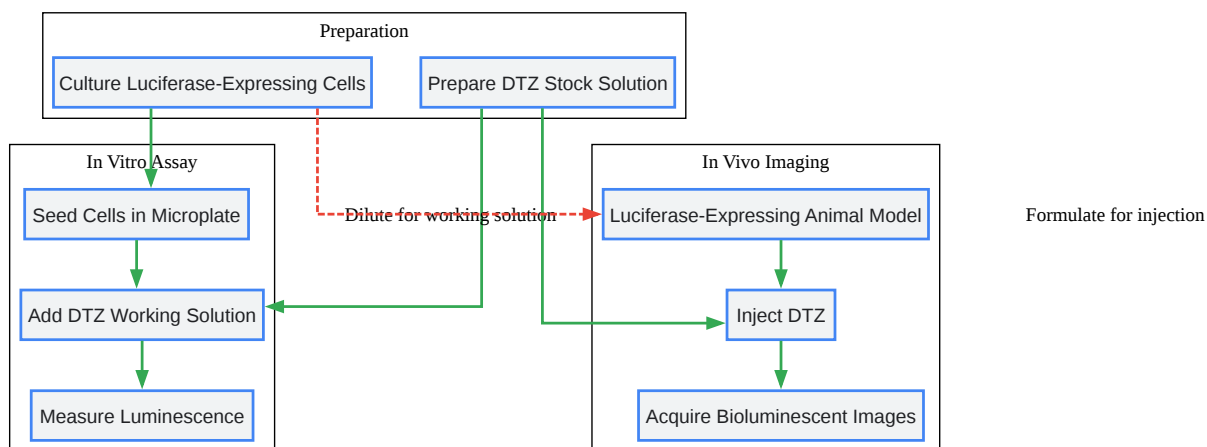 Preparation
Culture Luciferase-Expressing Cells
Prepare DTZ Stock Solution
In Vitro Assay
In Vivo Imaging
Seed Cells in Microplate
Dilute for working solution
Luciferase-Expressing Animal Model
Formulate for injection
Add DTZ Working Solution
Inject DTZ
Measure Luminescence
Acquire Bioluminescent Images